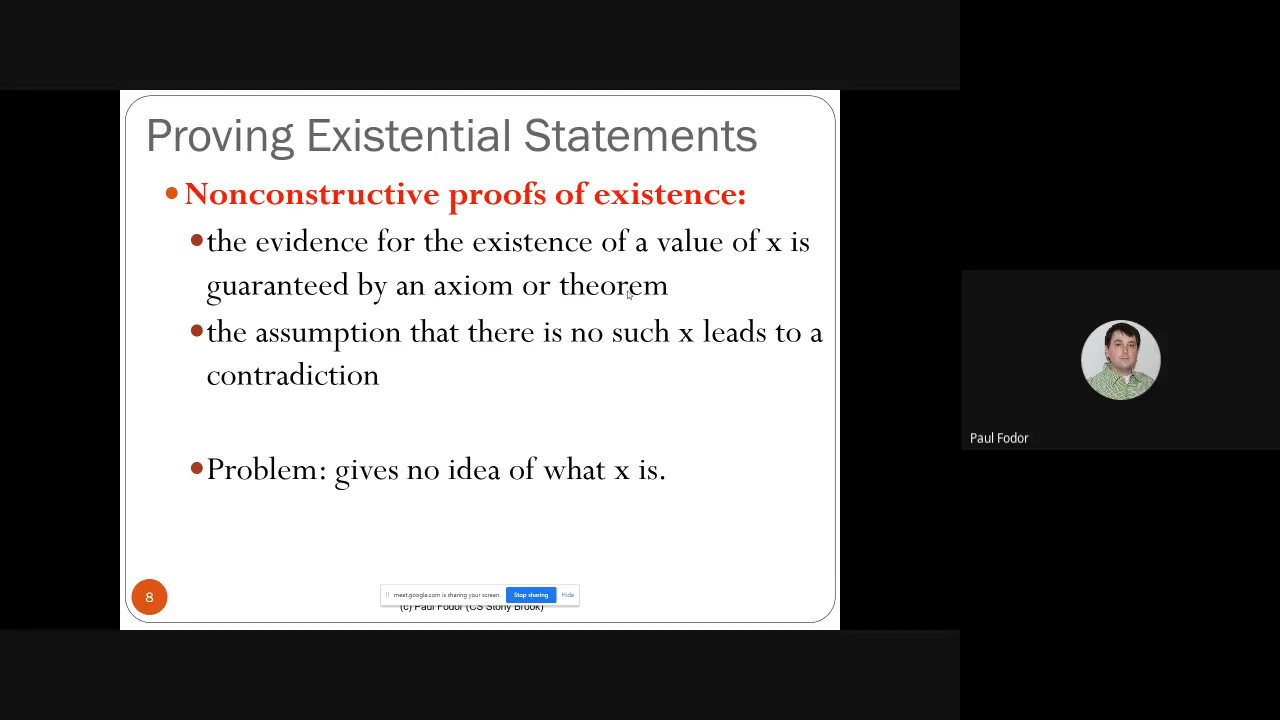 Proving Existential Statements
Nonconstructive proofs of existence:
the evidence for the existence of a value of x is
guaranteed by an axiom or theorem
the assumption that there is no such x leads to a
contradiction
Problem: gives no idea of what x is.
8
meet.google.com is sharing your screen. Stop sharing Hide
(c) Paul Fodor (CS Stony Brook)
Paul Fodor